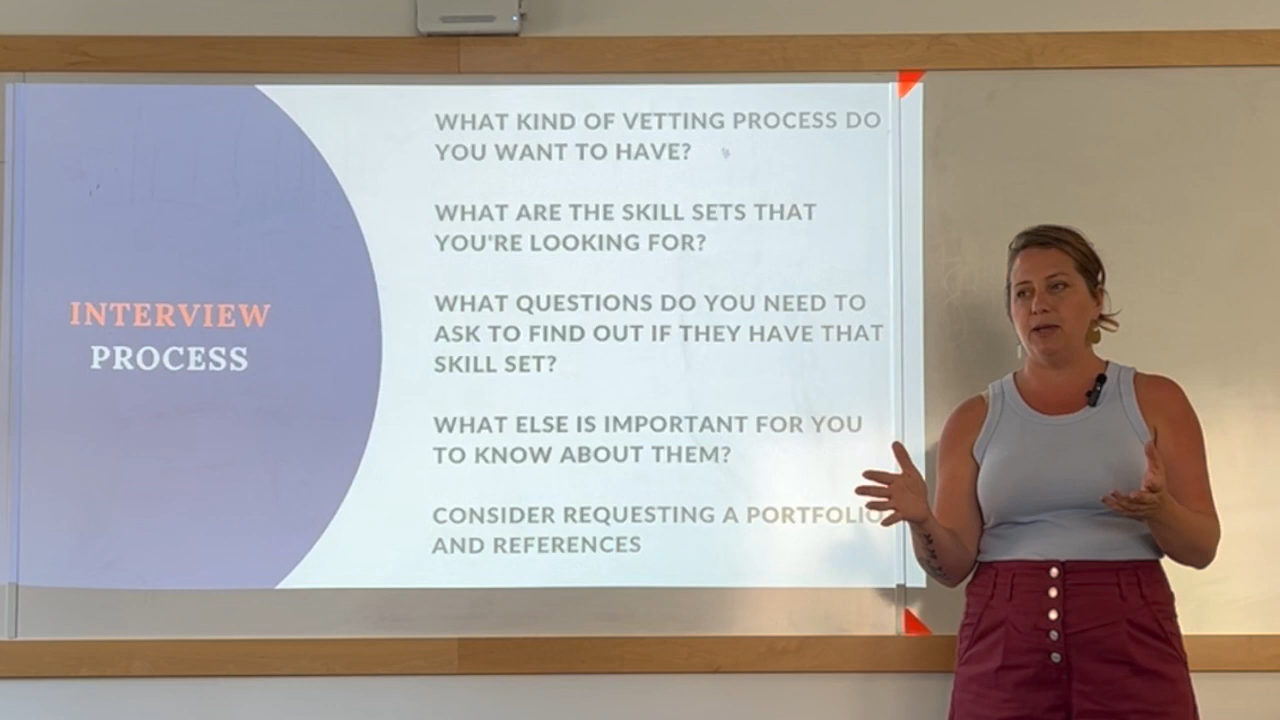 INTERVIEW
PROCESS
WHAT KIND OF VETTING PROCESS DO
YOU WANT TO HAVE?
WHAT ARE THE SKILL SETS THAT
YOU'RE LOOKING FOR?
WHAT QUESTIONS DO YOU NEED TO
ASK TO FIND OUT IF THEY HAVE THAT
SKILL SET?
WHAT ELSE IS IMPORTANT FOR YOU
TO KNOW ABOUT THEM?
CONSIDER REQUESTING A PORTFOLIO
AND REFERENCES